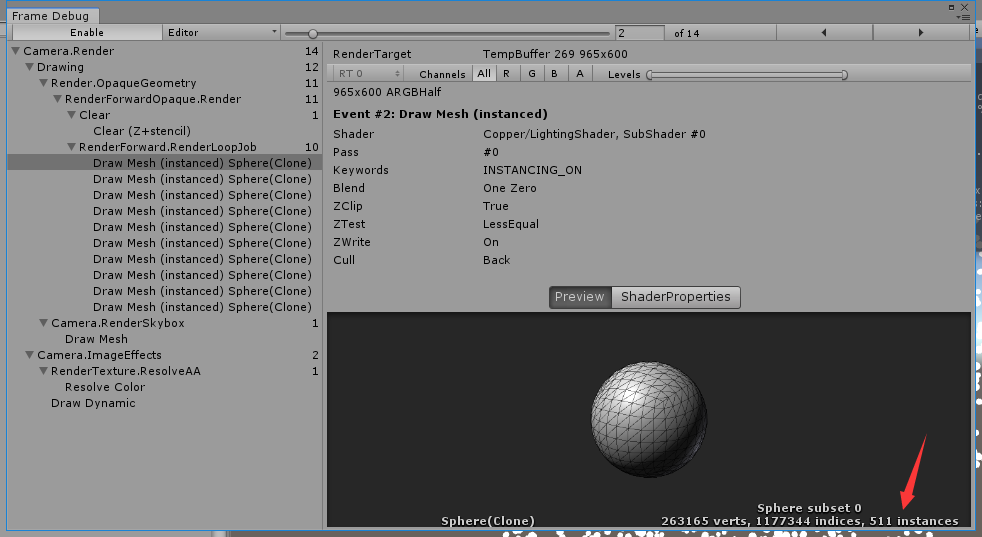 Frame Debug
Enable
Editor
2
of 14
Camera.Render 14
Drawing 12
Render.OpaqueGeometry 11
RenderForwardOpaque.Render 11
Clear 1
Clear (Z+stencil)
RenderForward.RenderLoopJob 10
Draw Mesh (instanced) Sphere(Clone)
Draw Mesh (instanced) Sphere(Clone)
Draw Mesh (instanced) Sphere(Clone)
Draw Mesh (instanced) Sphere(Clone)
Draw Mesh (instanced) Sphere(Clone)
Draw Mesh (instanced) Sphere(Clone)
Draw Mesh (instanced) Sphere(Clone)
Draw Mesh (instanced) Sphere(Clone)
Draw Mesh (instanced) Sphere(Clone)
Draw Mesh (instanced) Sphere(Clone)
Camera.RenderSkybox 1
Draw Mesh
Camera.ImageEffects 2
RenderTexture.ResolveAA 1
Resolve Color
Draw Dynamic
RenderTarget TempBuffer 269 965x600
RT 0 Channels All R G B A Levels
965x600 ARGBHalf
Event #2: Draw Mesh (instanced)
Shader Copper/LightingShader, SubShader #0
Pass #0
Keywords INSTANCING_ON
Blend One Zero
ZClip True
ZTest LessEqual
ZWrite On
Cull Back
Preview ShaderProperties
Sphere subset 0
Sphere(Clone) 263165 verts, 1177344 indices, 511 instances